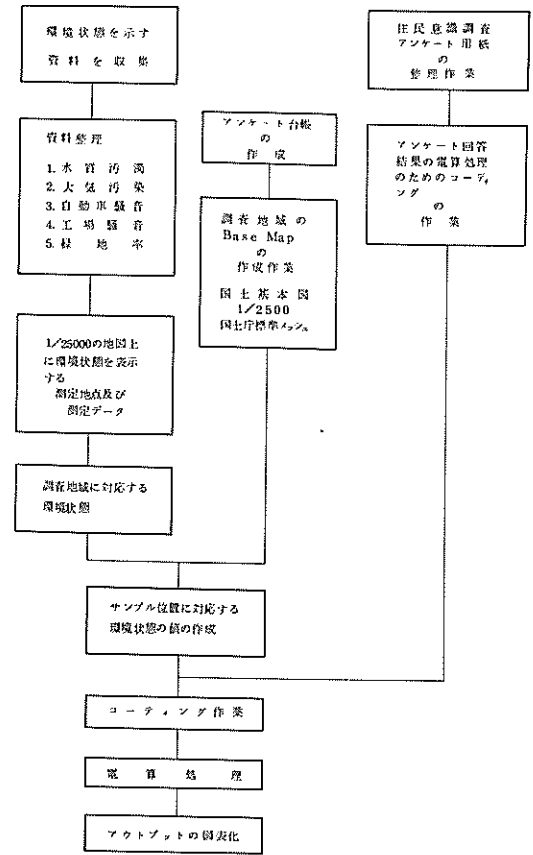 環境状態を示す
資料を収集
資料整理
1. 水質汚濁
2. 大気汚染
3. 自動車騒音
4. 工場騒音
5. 緑地率
1/25000の地図上
に環境状態を表示
する
測定地点及び
測定データ
調査地域に対応する
環境状態
アンケート台帳
の
作成
調査地域の
Base Map
の
作成作業
国土基本図
1/2500
国土庁標準メッシュ
住民意識調査
アンケート用紙
の
整理作業
アンケート回答
結果の電算処理
のためのコーディ
ング
の
作業
サンプル位置に対応する
環境状態の値の作成
コーティング作業
電算処理
アウトプットの図表化